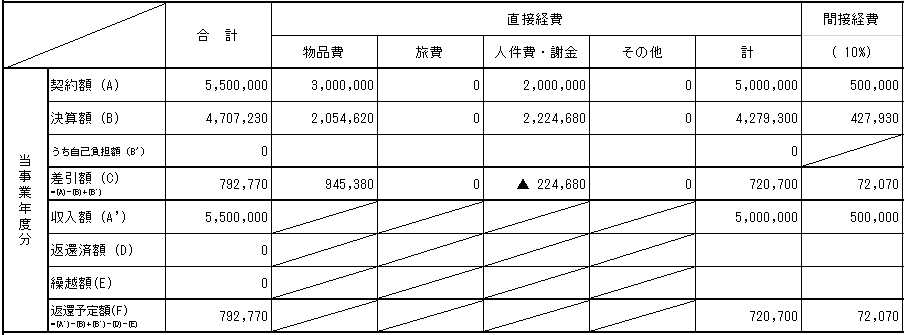 合 計 直接経費 間接経費
物品費 旅費 人件費・謝金 その他 計 ( 10%)
当事業年度分
契約額 (A) 5,500,000 3,000,000 0 2,000,000 0 5,000,000 500,000
決算額 (B) 4,707,230 2,054,620 0 2,224,680 0 4,279,300 427,930
うち自己負担額 (B') 0 0
差引額 (C) 792,770 945,380 0 ▲ 224,680 0 720,700 72,070
=(A)-(B)+(B')
収入額 (A') 5,500,000 5,000,000 500,000
返還済額 (D) 0
繰越額(E) 0
返還予定額(F) 792,770 720,700 72,070
=(A')-(B)+(B')-(D)-(E)